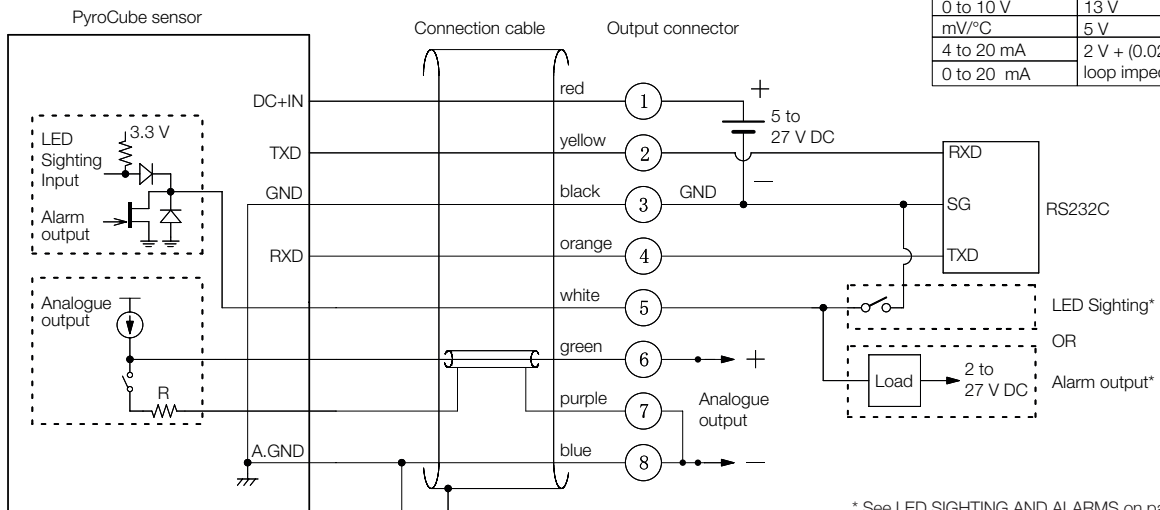 PyroCube sensor
Connection cable
Output connector
0 to 10 V 13 V
mV/°C 5 V
4 to 20 mA 2 V + (0.02
0 to 20 mA loop
DC+IN red 1 +
5 to
27 V DC
LED
Sighting
Input
3.3 V
TXD yellow 2 RXD
−
GND black 3 GND SG RS232C
Alarm
output
RXD orange 4 TXD
white 5 LED Sighting*
OR
Analogue
output
green 6 +
Load 2 to
27 V DC
Alarm output*
R
purple 7 Analogue
output
A.GND blue 8 −
* See LED SIGHTING AND ALARMS on